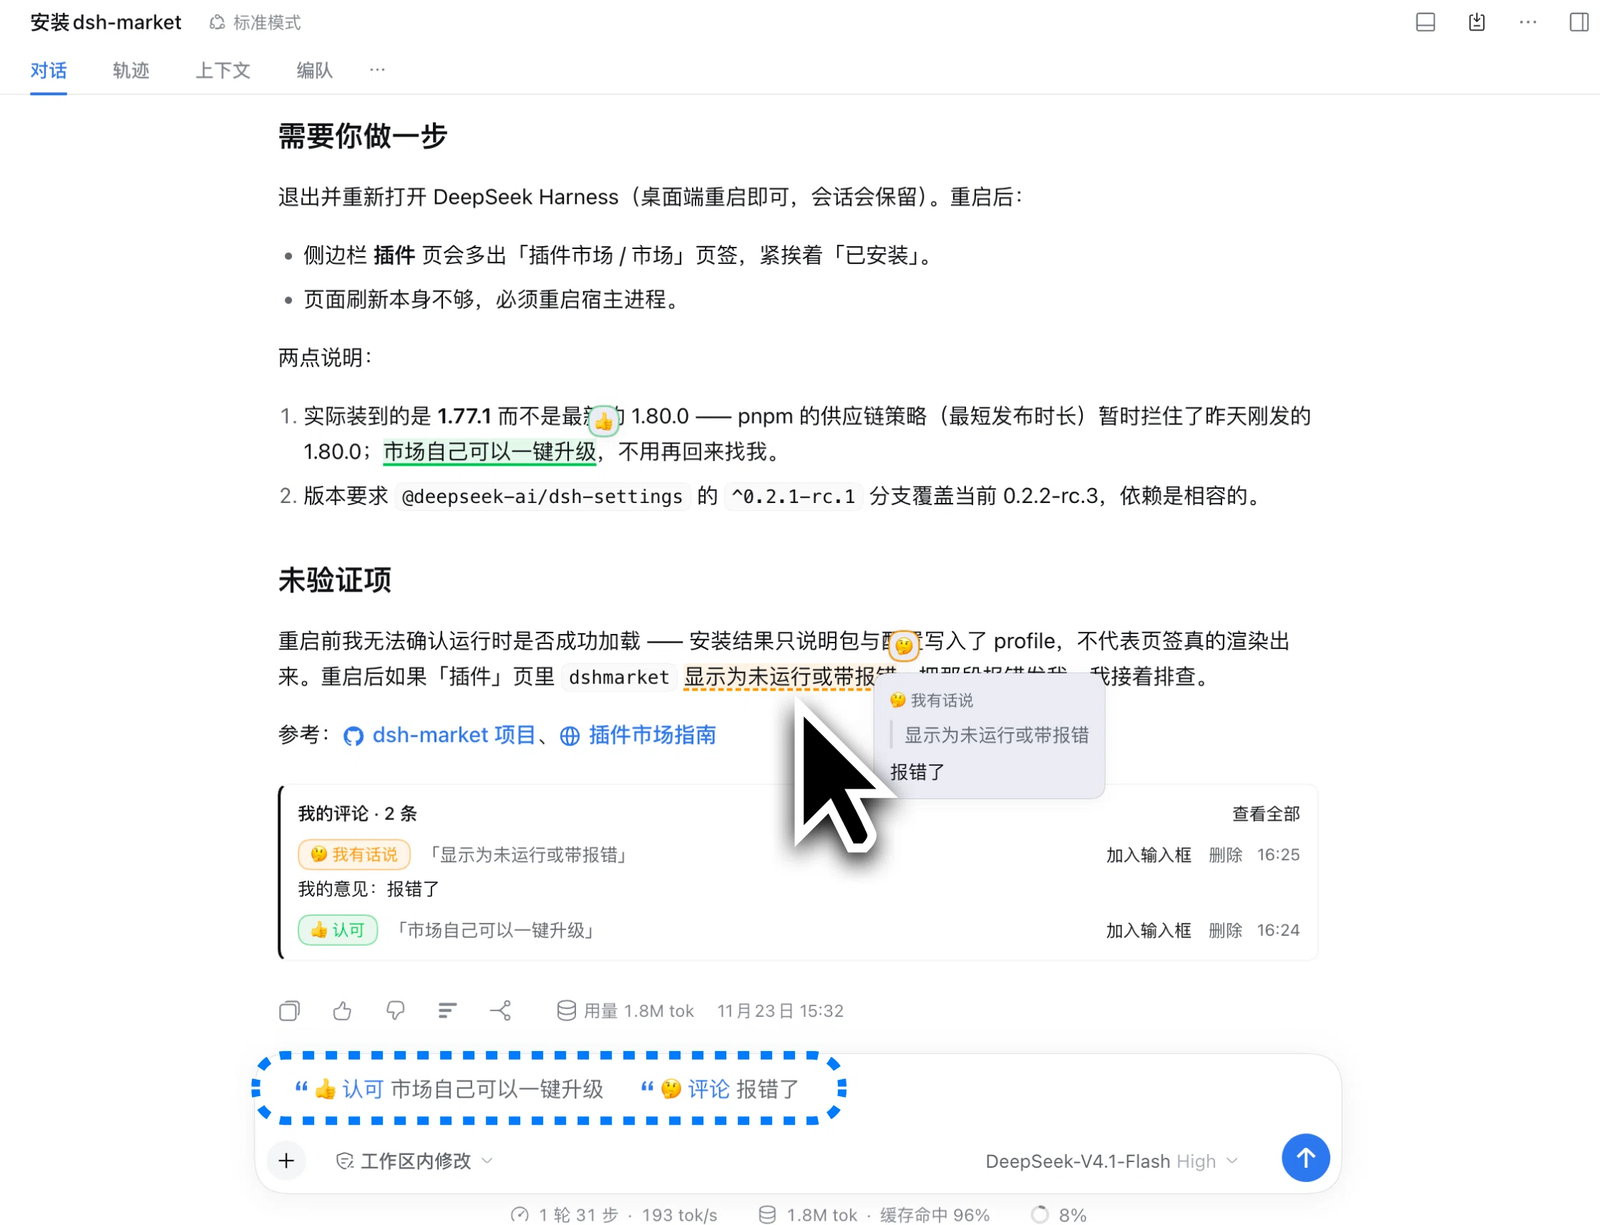 安装 dsh-market 标准模式
对话 轨迹 上下文 编队 ···
需要你做一步
退出并重新打开 DeepSeek Harness（桌面端重启即可，会话会保留）。重启后：
• 侧边栏 插件 页会多出「插件市场 / 市场」页签，紧挨着「已安装」。
• 页面刷新本身不够，必须重启宿主进程。
两点说明：
1. 实际装到的是 1.77.1 而不是最 👍 1.80.0 —— pnpm 的供应链策略（最短发布时长）暂时拦住了昨天刚发的
1.80.0；市场自己可以一键升级，不用再回来找我。
2. 版本要求 @deepseek-ai/dsh-settings 的 ^0.2.1-rc.1 分支覆盖当前 0.2.2-rc.3，依赖是相容的。
未验证项
重启前我无法确认运行时是否成功加载 —— 安装结果只说明包与 🤔 写入了 profile，不代表页签真的渲染出
来。重启后如果「插件」页里 dshmarket 显示为未运行或带报错 我接着排查。
🤔 我有话说
显示为未运行或带报错
报错了
参考： dsh-market 项目、 插件市场指南
我的评论 · 2 条 查看全部
🤔 我有话说 「显示为未运行或带报错」 加入输入框 删除 16:25
我的意见：报错了
👍 认可 「市场自己可以一键升级」 加入输入框 删除 16:24
用量 1.8M tok 11月23日 15:32
“ 👍 认可 市场自己可以一键升级 “ 🤔 评论 报错了
+ 工作区内修改 DeepSeek-V4.1-Flash High
1 轮 31 步 · 193 tok/s 1.8M tok · 缓存命中 96% 8%